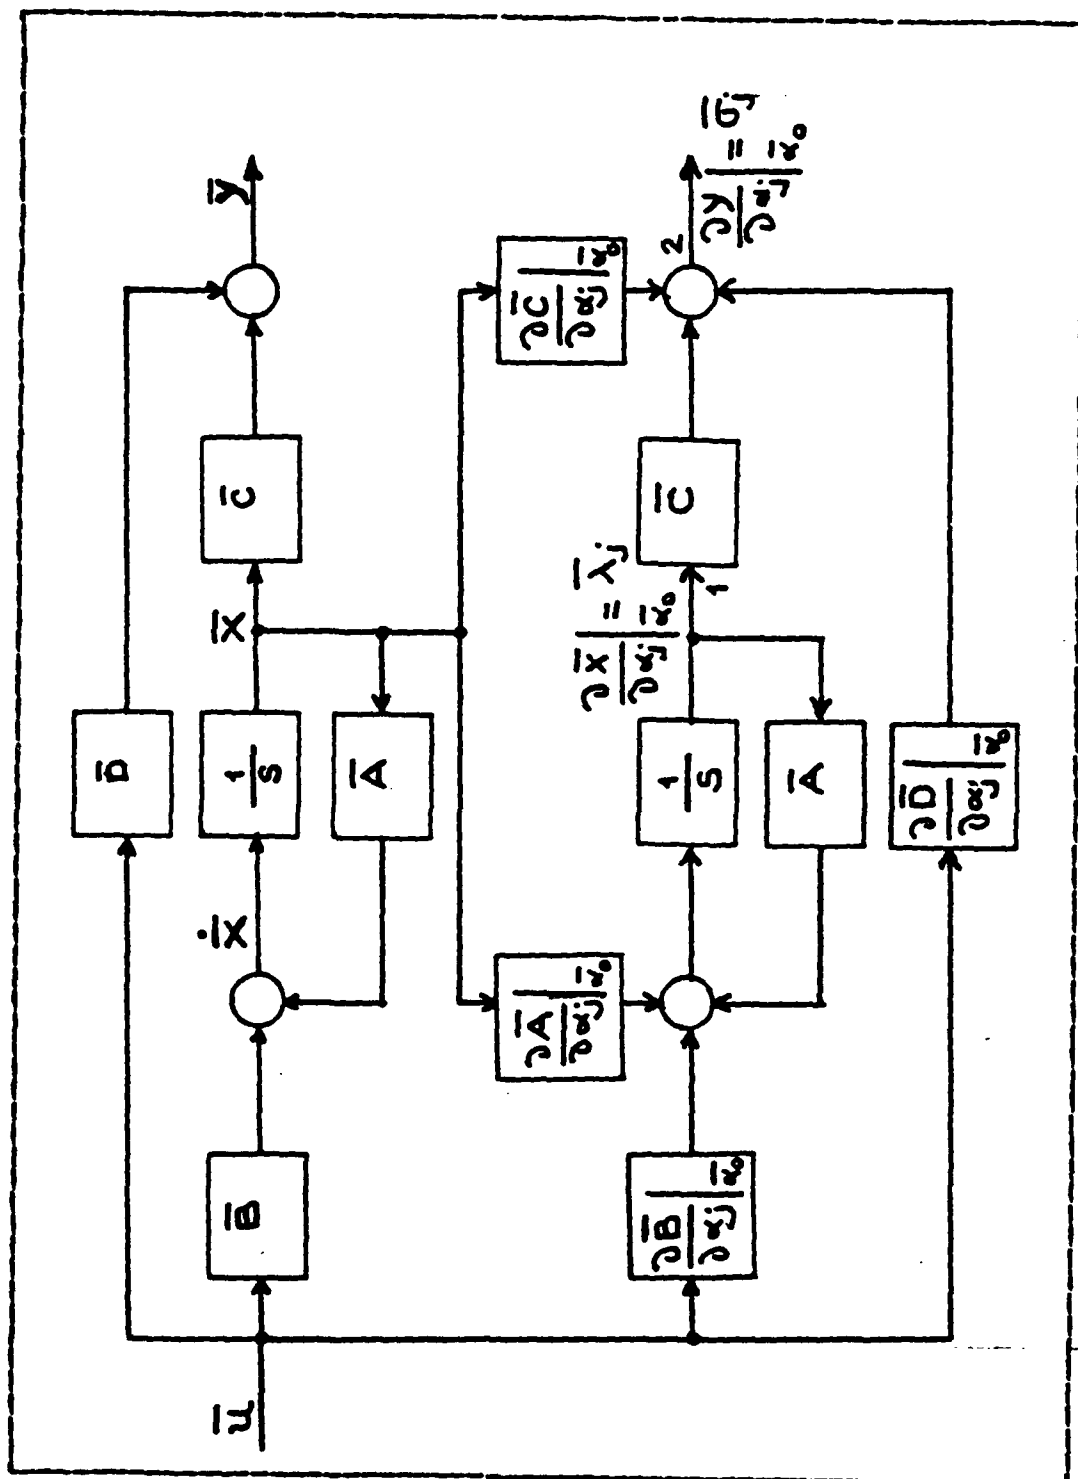 ū
B̄
ẋ̄
1/S
Ā
D̄
x̄
C̄
ȳ
∂B̄/∂αⱼ|ᾱ₀
∂Ā/∂αⱼ|ᾱ₀
1/S
Ā
∂D̄/∂αⱼ|ᾱ₀
∂x̄/∂αⱼ|ᾱ₀ = λ̄ⱼ
1
C̄
∂C̄/∂αⱼ|ᾱ₀
2
∂y/∂αⱼ|ᾱ₀ = σ̄ⱼ